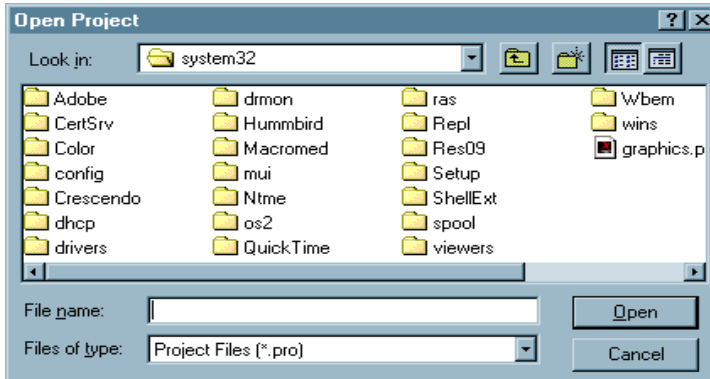 Open Project
Look in: system32
Adobe drmon ras Wbem
CertSrv Hummbird Repl wins
Color Macromed Res09 graphics.p
config mui Setup
Crescendo Ntme ShellExt
dhcp os2 spool
drivers QuickTime viewers
File name: Open
Files of type: Project Files (*.pro) Cancel